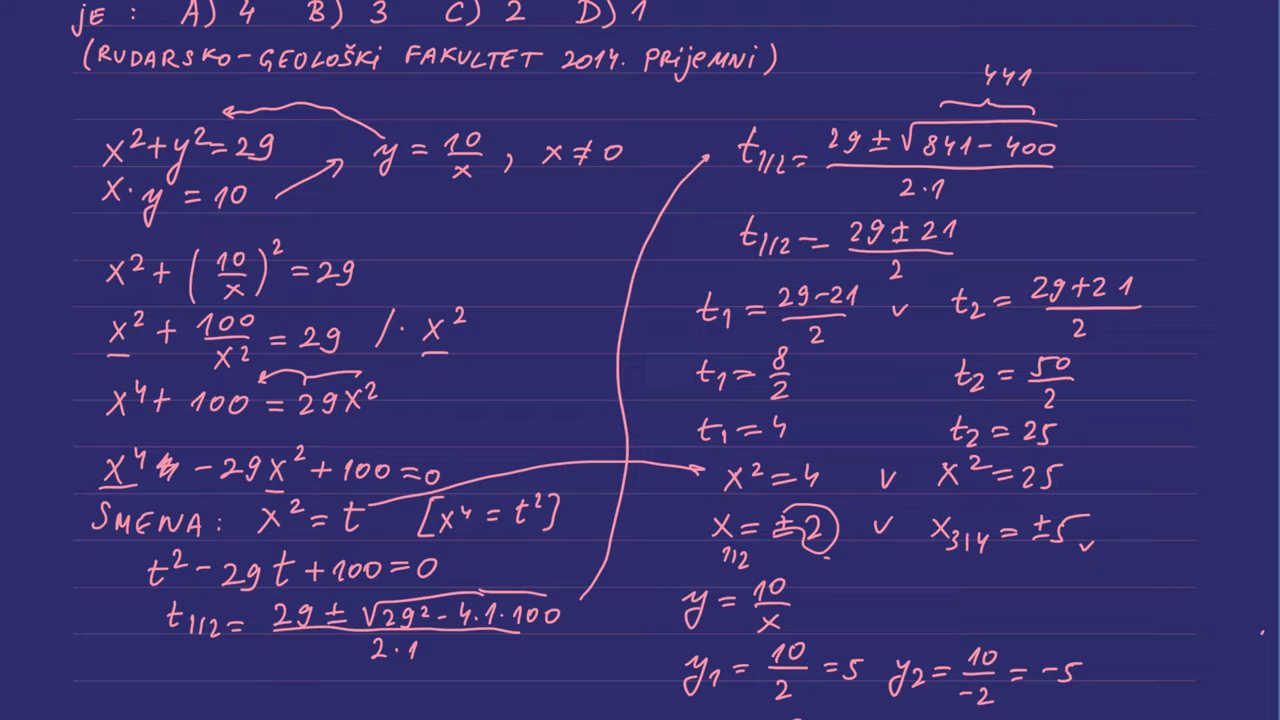 je : A) 4 B) 3 C) 2 D) 1
(RUDARSKO-GEOLOŠKI FAKULTET 2014. PRIJEMNI)
x²+y²=29
x·y = 10
y = 10/x , x ≠ 0
x² + (10/x)² = 29
x² + 100/x² = 29 / · x²
x⁴ + 100 = 29x²
x⁴ - 29x² + 100 = 0
SMENA: x² = t [x⁴ = t²]
t² - 29t + 100 = 0
t1/2 = (29 ± √(29² - 4·1·100))/(2·1)
441
t1/2 = (29 ± √(841 - 400))/(2·1)
t1/2 = (29 ± 21)/2
t₁ = (29-21)/2 v t₂ = (29+21)/2
t₁ = 8/2 t₂ = 50/2
t₁ = 4 t₂ = 25
x² = 4 v x² = 25
x1/2 = ±2 v x3/4 = ±5
y = 10/x
y₁ = 10/2 = 5 y₂ = 10/-2 = -5